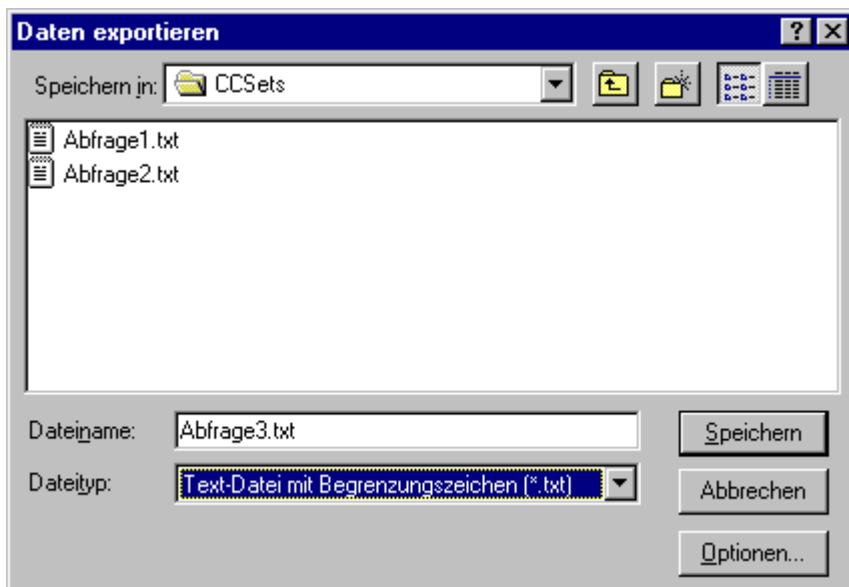 Daten exportieren
Speichern in: CCSets
Abfrage1.txt
Abfrage2.txt
Dateiname: Abfrage3.txt Speichern
Dateityp: Text-Datei mit Begrenzungszeichen (*.txt) Abbrechen
Optionen...